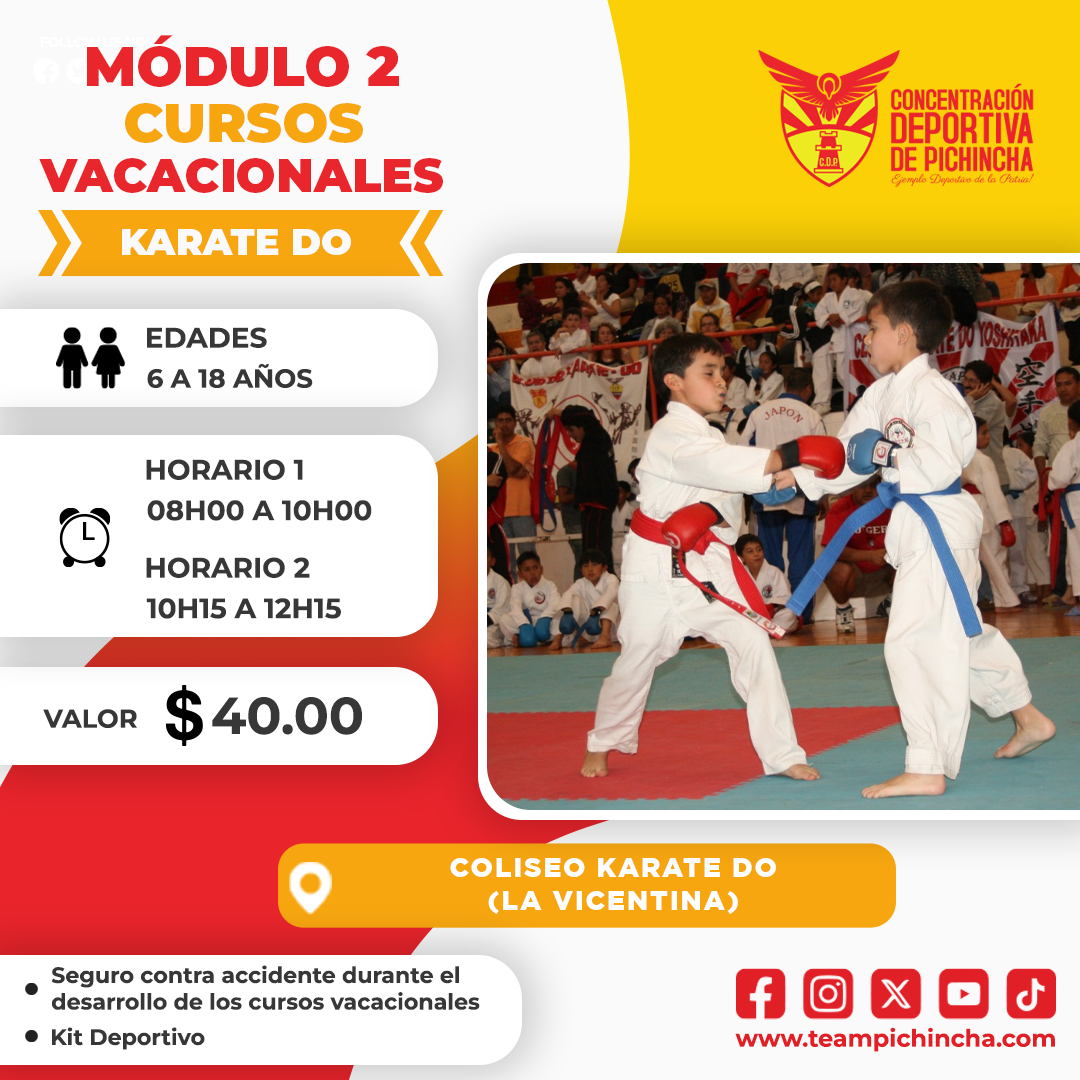 MÓDULO 2
CURSOS
VACACIONALES
KARATE DO
CONCENTRACIÓN
DEPORTIVA
DE PICHINCHA
Ejemplo Deportivo de la Patria!
C.D.P.
EDADES
6 A 18 AÑOS
HORARIO 1
08H00 A 10H00
HORARIO 2
10H15 A 12H15
VALOR $40.00
JAPON
COLISEO KARATE DO
(LA VICENTINA)
• Seguro contra accidente durante el
desarrollo de los cursos vacacionales
• Kit Deportivo
www.teampichincha.com